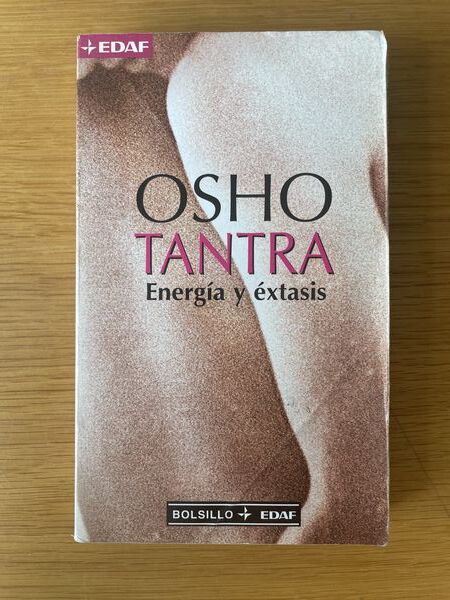 EDAF
OSHO
TANTRA
Energía y éxtasis
BOLSILLO EDAF